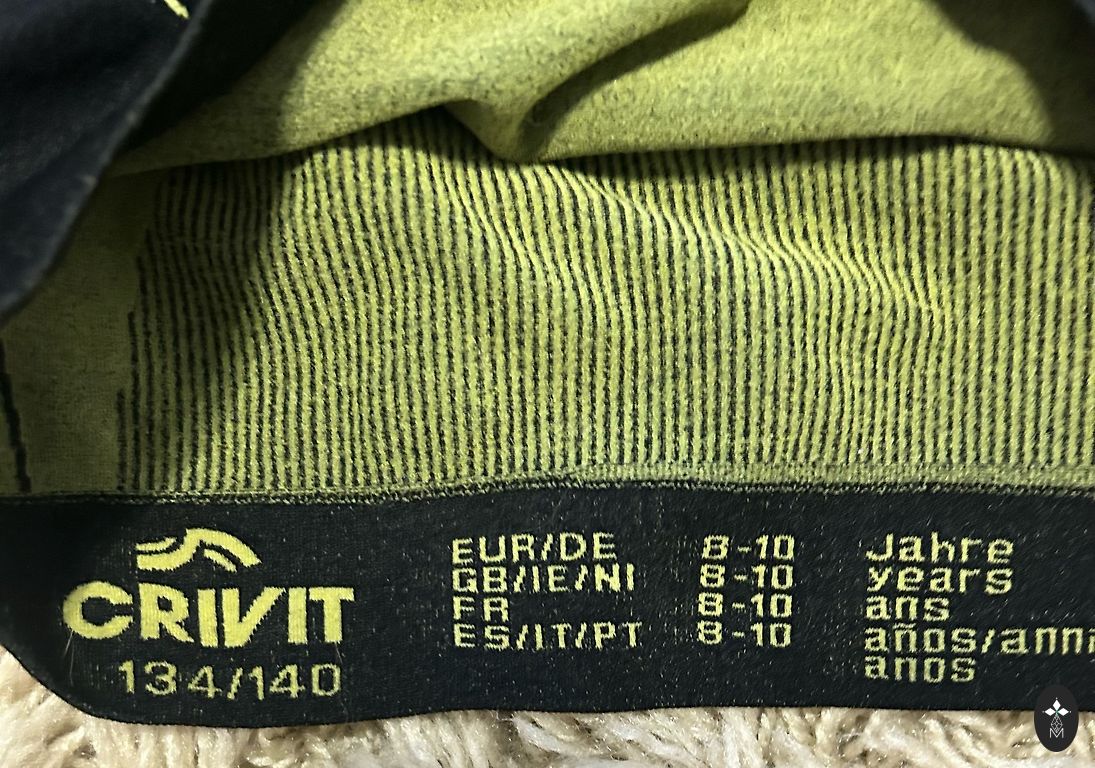 CRIVIT
134/140
EUR/DE 8-10 Jahre
GB/IE/NI 8-10 years
FR 8-10 ans
ES/IT/PT 8-10 años/anni
anos
M